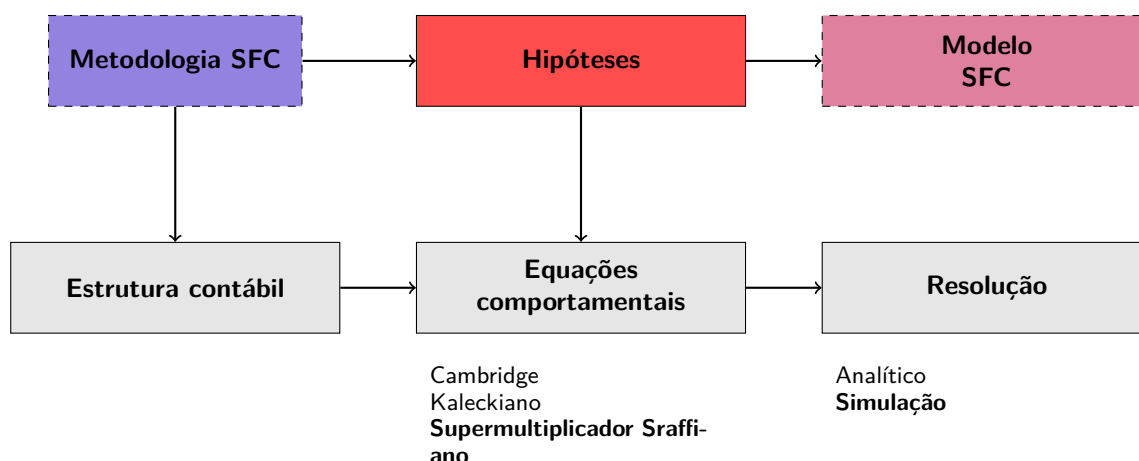 Metodologia SFC
Hipóteses
Modelo
SFC
Estrutura contábil
Equações
comportamentais
Resolução
Cambridge
Kaleckiano
Supermultiplicador Sraffi-
ano
Analítico
Simulação